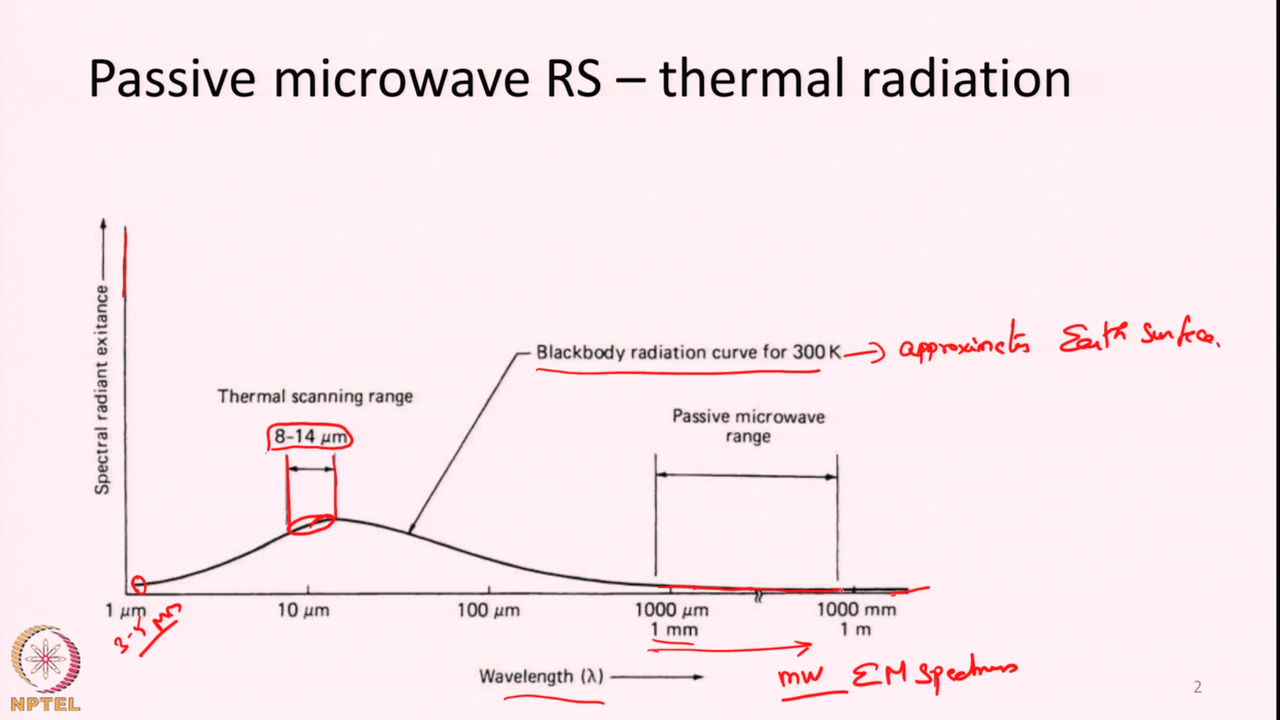 Passive microwave RS – thermal radiation
Spectral radiant exitance
Blackbody radiation curve for 300 K → approximates Earth Surface.
Thermal scanning range
8–14 μm
Passive microwave
range
1 μm
10 μm
100 μm
1000 μm
1 mm
1000 mm
1 m
3-5 μm
Wavelength (λ)
mw EM Spectrum
NPTEL
2